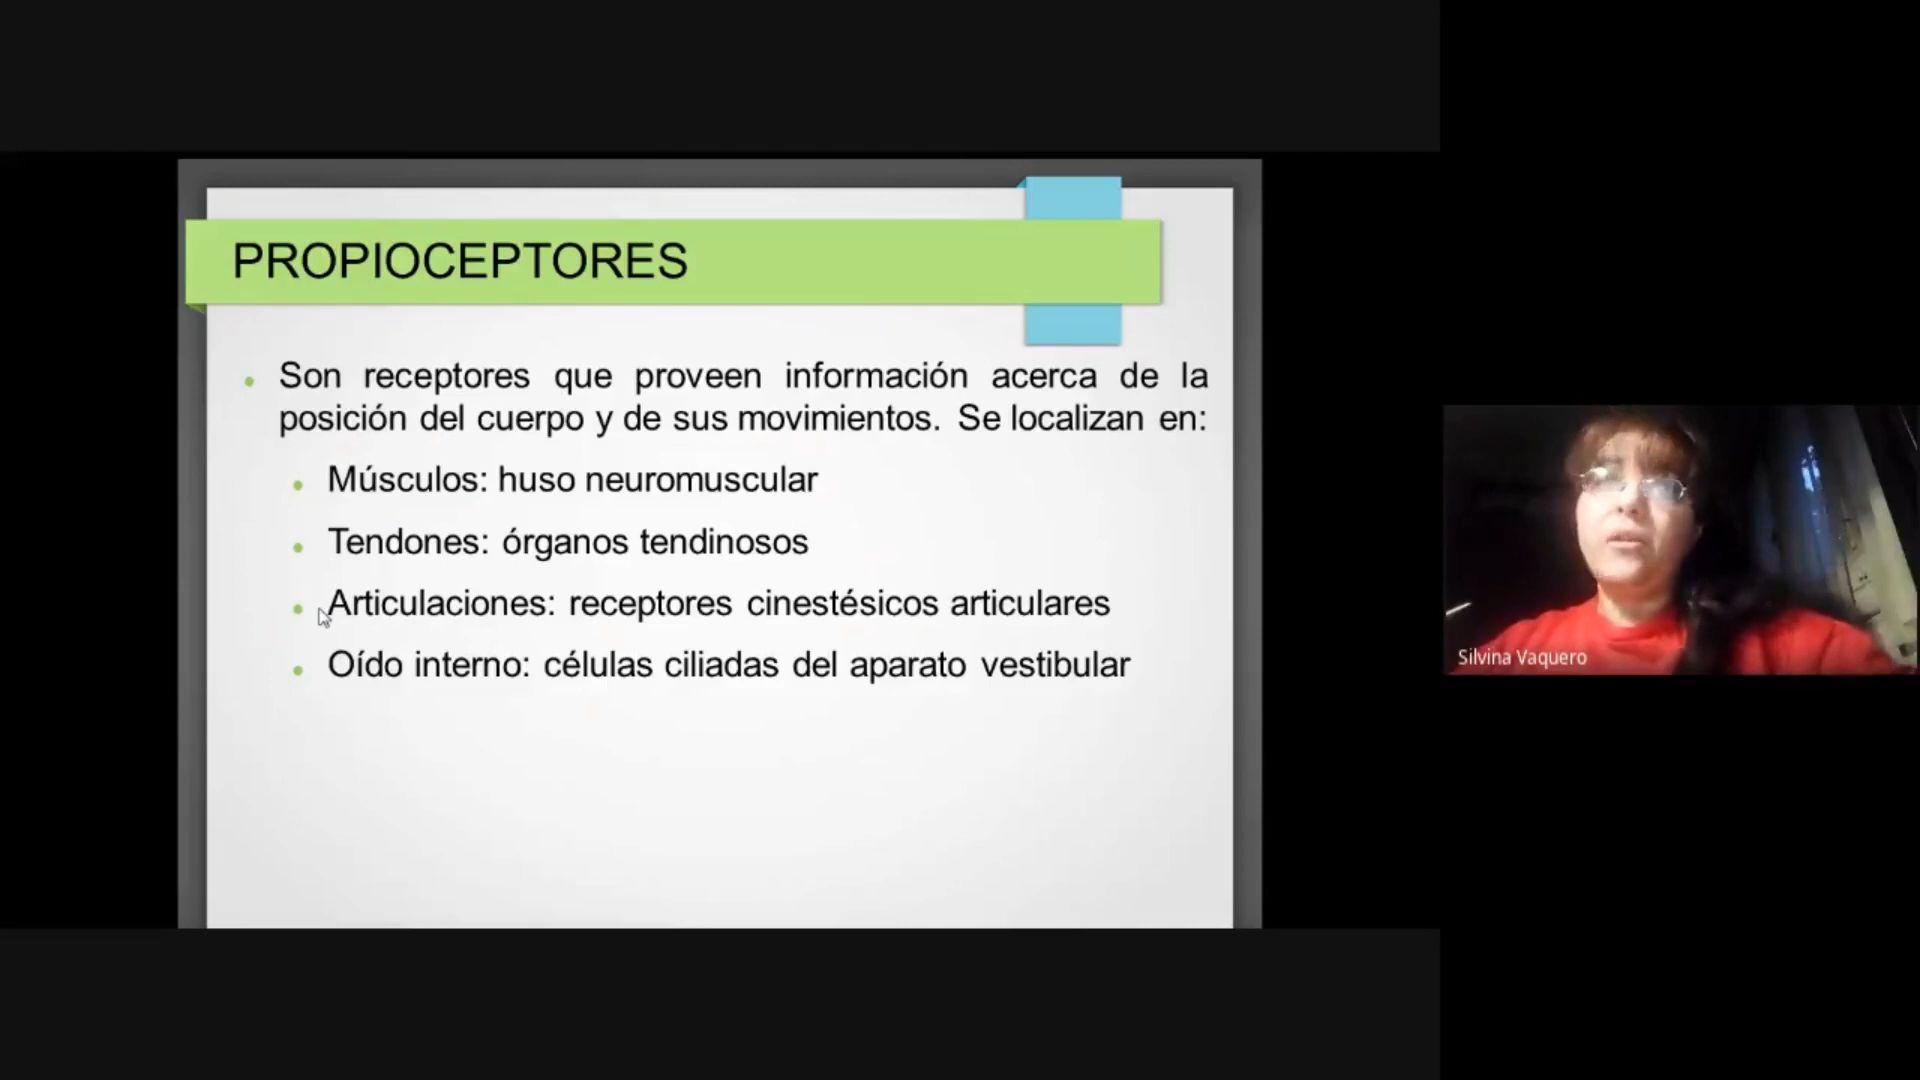 PROPIOCEPTORES
Son receptores que proveen información acerca de la
posición del cuerpo y de sus movimientos. Se localizan en:
Músculos: huso neuromuscular
Tendones: órganos tendinosos
Articulaciones: receptores cinestésicos articulares
Oído interno: células ciliadas del aparato vestibular
Silvina Vaquero